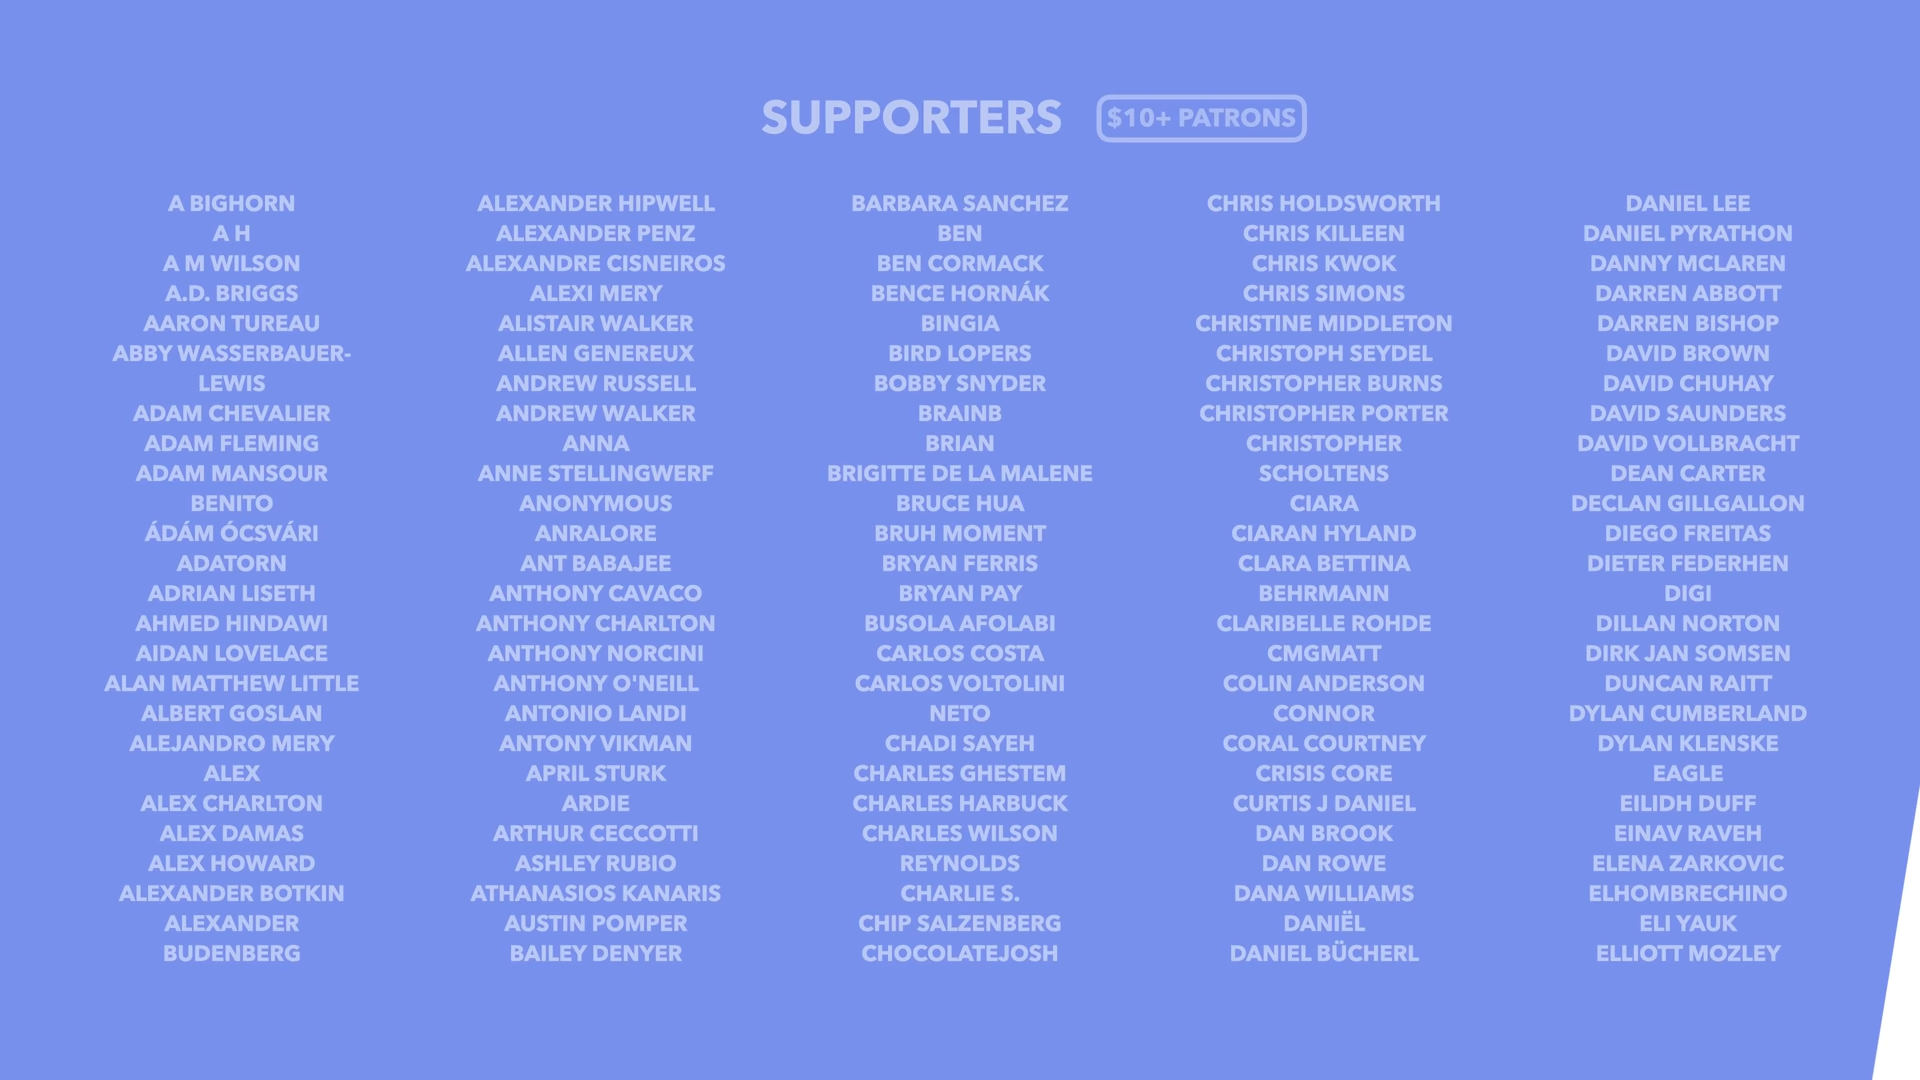 SUPPORTERS $10+ PATRONS
A BIGHORN
A H
A M WILSON
A.D. BRIGGS
AARON TUREAU
ABBY WASSERBAUER-
LEWIS
ADAM CHEVALIER
ADAM FLEMING
ADAM MANSOUR
BENITO
ÁDÁM ÓCSVÁRI
ADATORN
ADRIAN LISETH
AHMED HINDAWI
AIDAN LOVELACE
ALAN MATTHEW LITTLE
ALBERT GOSLAN
ALEJANDRO MERY
ALEX
ALEX CHARLTON
ALEX DAMAS
ALEX HOWARD
ALEXANDER BOTKIN
ALEXANDER
BUDENBERG
ALEXANDER HIPWELL
ALEXANDER PENZ
ALEXANDRE CISNEIROS
ALEXI MERY
ALISTAIR WALKER
ALLEN GENEREUX
ANDREW RUSSELL
ANDREW WALKER
ANNA
ANNE STELLINGWERF
ANONYMOUS
ANRALORE
ANT BABAJEE
ANTHONY CAVACO
ANTHONY CHARLTON
ANTHONY NORCINI
ANTHONY O'NEILL
ANTONIO LANDI
ANTONY VIKMAN
APRIL STURK
ARDIE
ARTHUR CECCOTTI
ASHLEY RUBIO
ATHANASIOS KANARIS
AUSTIN POMPER
BAILEY DENYER
BARBARA SANCHEZ
BEN
BEN CORMACK
BENCE HORNÁK
BINGIA
BIRD LOPERS
BOBBY SNYDER
BRAINB
BRIAN
BRIGITTE DE LA MALENE
BRUCE HUA
BRUH MOMENT
BRYAN FERRIS
BRYAN PAY
BUSOLA AFOLABI
CARLOS COSTA
CARLOS VOLTOLINI
NETO
CHADI SAYEH
CHARLES GHESTEM
CHARLES HARBUCK
CHARLES WILSON
REYNOLDS
CHARLIE S.
CHIP SALZENBERG
CHOCOLATEJOSH
CHRIS HOLDSWORTH
CHRIS KILLEEN
CHRIS KWOK
CHRIS SIMONS
CHRISTINE MIDDLETON
CHRISTOPH SEYDEL
CHRISTOPHER BURNS
CHRISTOPHER PORTER
CHRISTOPHER
SCHOLTENS
CIARA
CIARAN HYLAND
CLARA BETTINA
BEHRMANN
CLARIBELLE ROHDE
CMGMATT
COLIN ANDERSON
CONNOR
CORAL COURTNEY
CRISIS CORE
CURTIS J DANIEL
DAN BROOK
DAN ROWE
DANA WILLIAMS
DANIËL
DANIEL BÜCHERL
DANIEL LEE
DANIEL PYRATHON
DANNY MCLAREN
DARREN ABBOTT
DARREN BISHOP
DAVID BROWN
DAVID CHUHAY
DAVID SAUNDERS
DAVID VOLLBRACHT
DEAN CARTER
DECLAN GILLGALLON
DIEGO FREITAS
DIETER FEDERHEN
DIGI
DILLAN NORTON
DIRK JAN SOMSEN
DUNCAN RAITT
DYLAN CUMBERLAND
DYLAN KLENSKE
EAGLE
EILIDH DUFF
EINAV RAVEH
ELENA ZARKOVIC
ELHOMBRECHINO
ELI YAUK
ELLIOTT MOZLEY